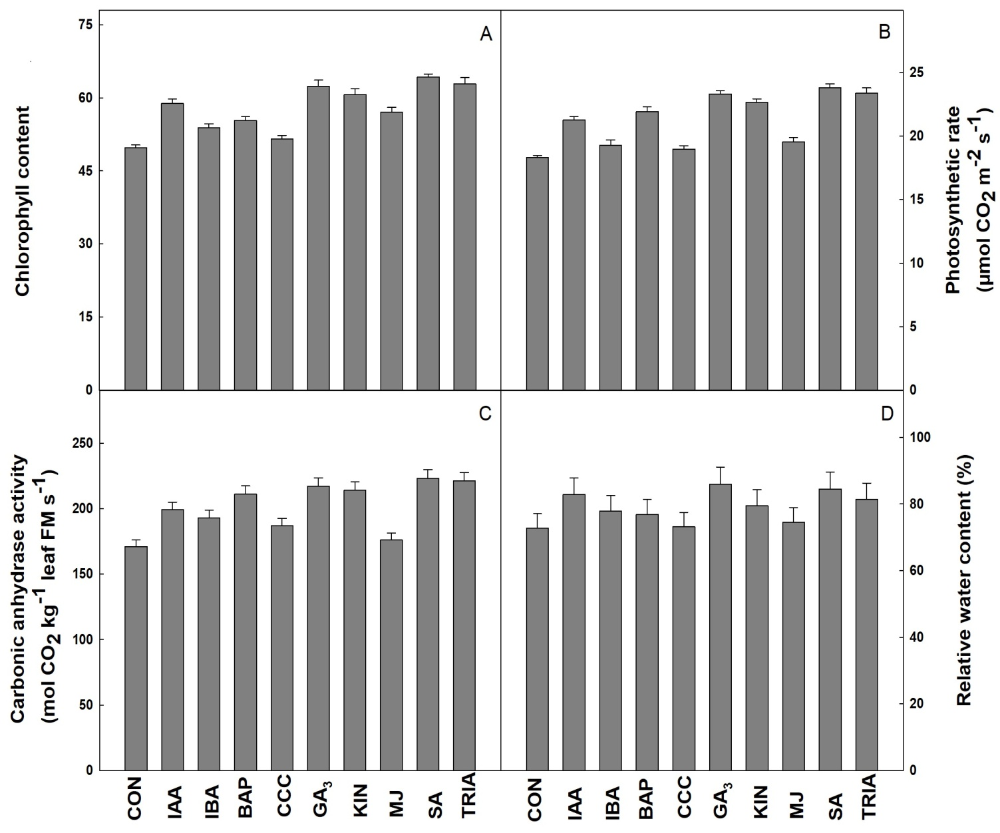 Chlorophyll content
75
60
45
30
15
0
A
B
25
20
15
10
5
0
Photosynthetic rate
(µmol CO2 m-2 s-1)
Carbonic anhydrase activity
(mol CO2 kg-1 leaf FM s-1)
250
200
150
100
50
0
C
D
100
80
60
40
20
0
Relative water content (%)
CON IAA IBA BAP CCC GA3 KIN MJ SA TRIA
CON IAA IBA BAP CCC GA3 KIN MJ SA TRIA